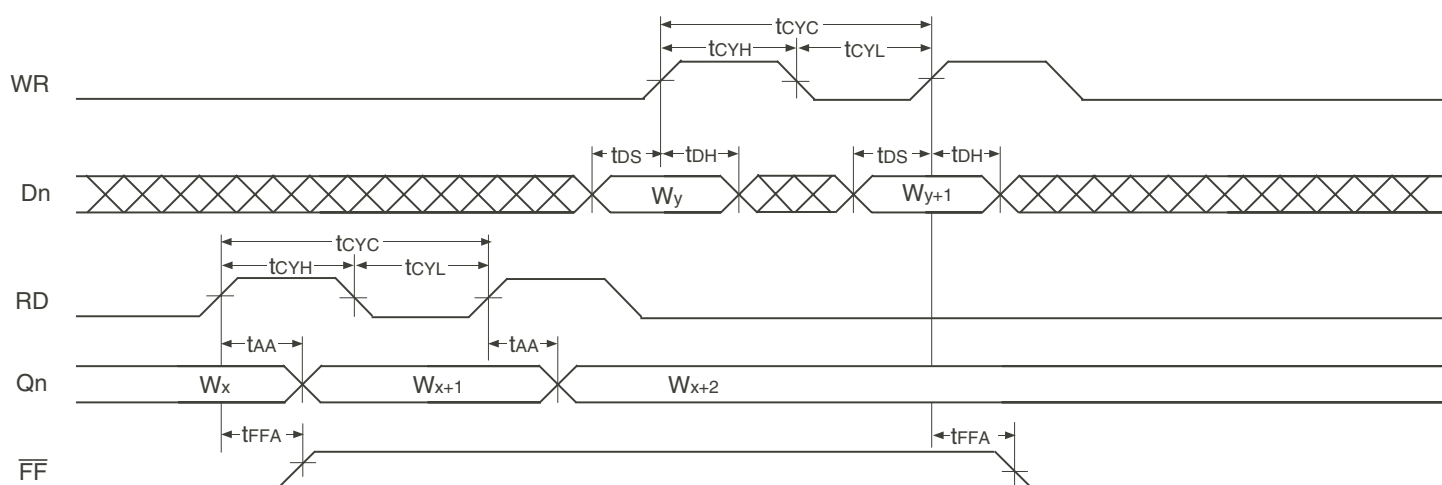 tCYC
tCYH tCYL
WR
tDS tDH tDS tDH
Dn Wy Wy+1
tCYC
tCYH tCYL
RD
tAA tAA
Qn Wx Wx+1 Wx+2
tFFA tFFA
F̅F̅